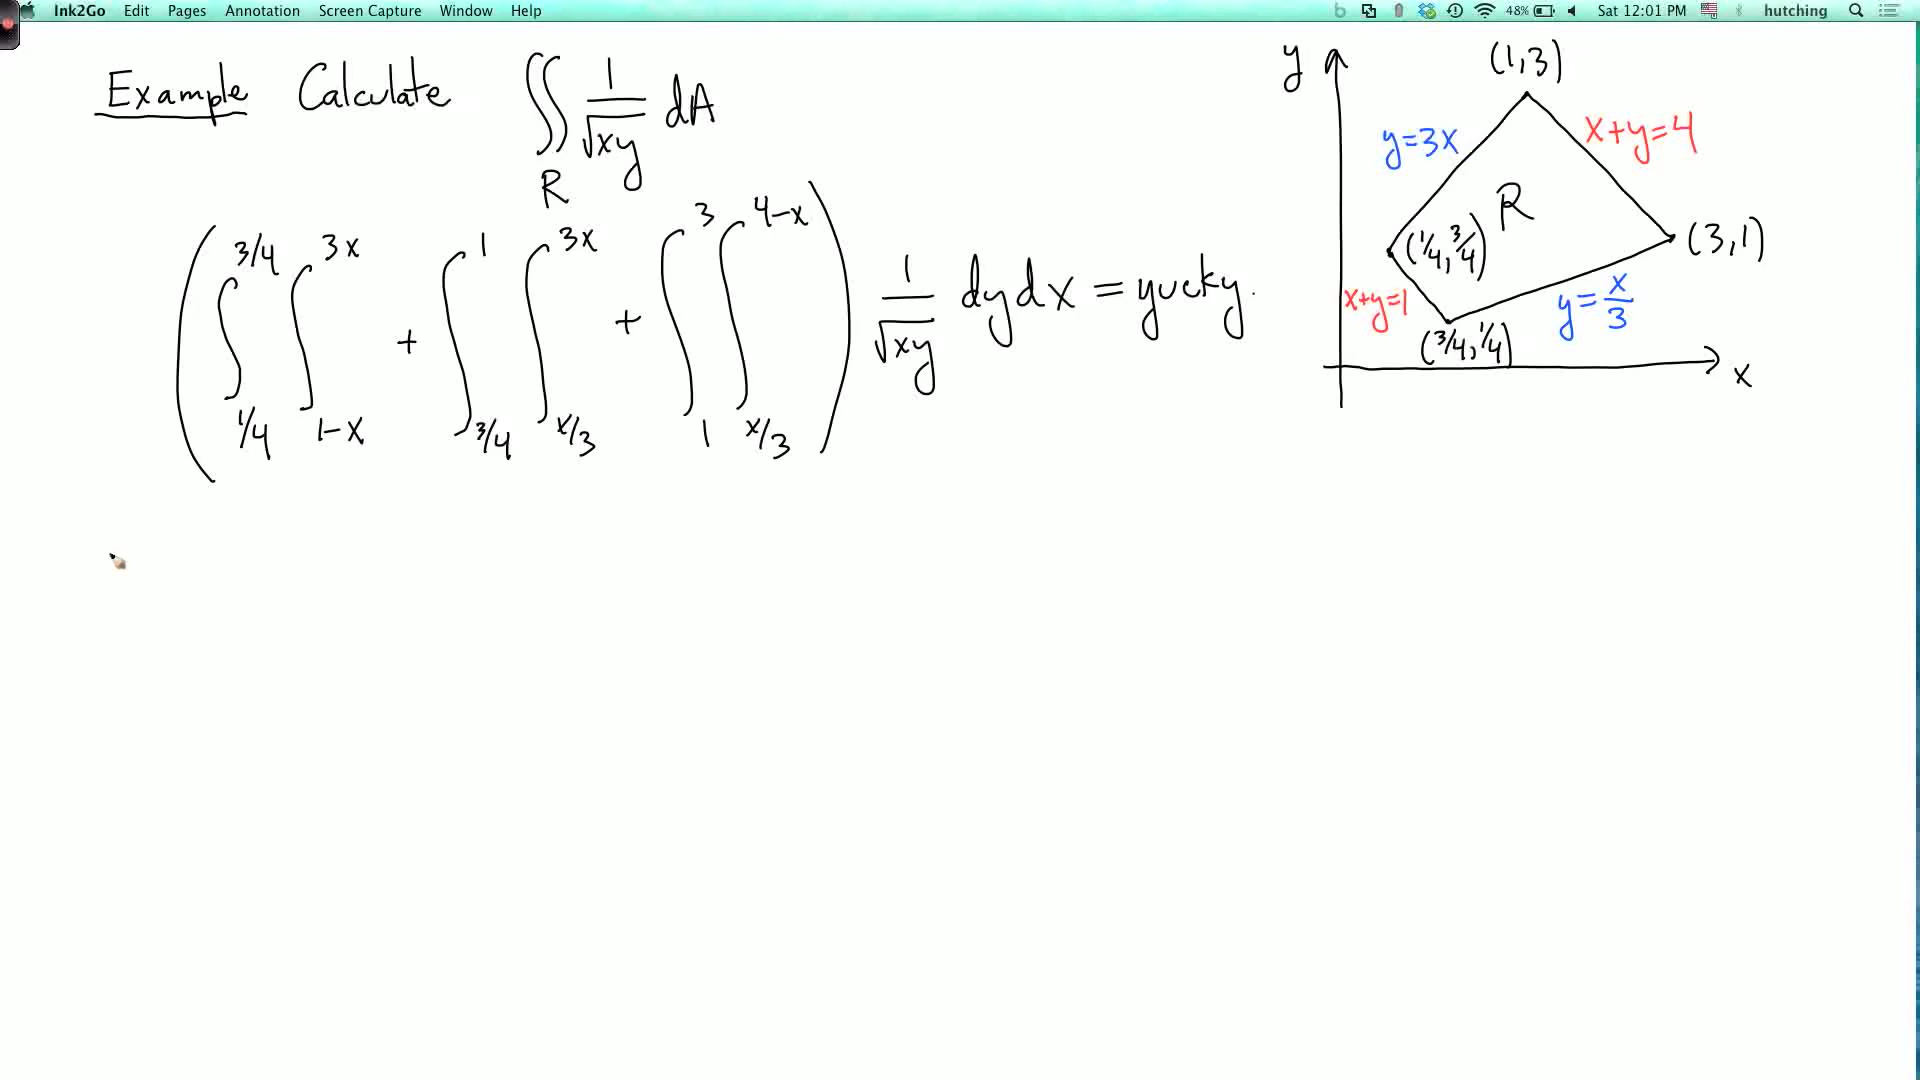 Ink2Go Edit Pages Annotation Screen Capture Window Help 48% Sat 12:01 PM hutching
Example Calculate ∬_R 1/√xy dA
(∫_{1/4}^{3/4} ∫_{1-x}^{3x} + ∫_{3/4}^{1} ∫_{x/3}^{3x} + ∫_{1}^{3} ∫_{x/3}^{4-x}) 1/√xy dydx = yucky.
y
(1,3)
y=3x
x+y=4
R
(1/4, 3/4)
(3,1)
x+y=1
y=x/3
(3/4, 1/4)
x